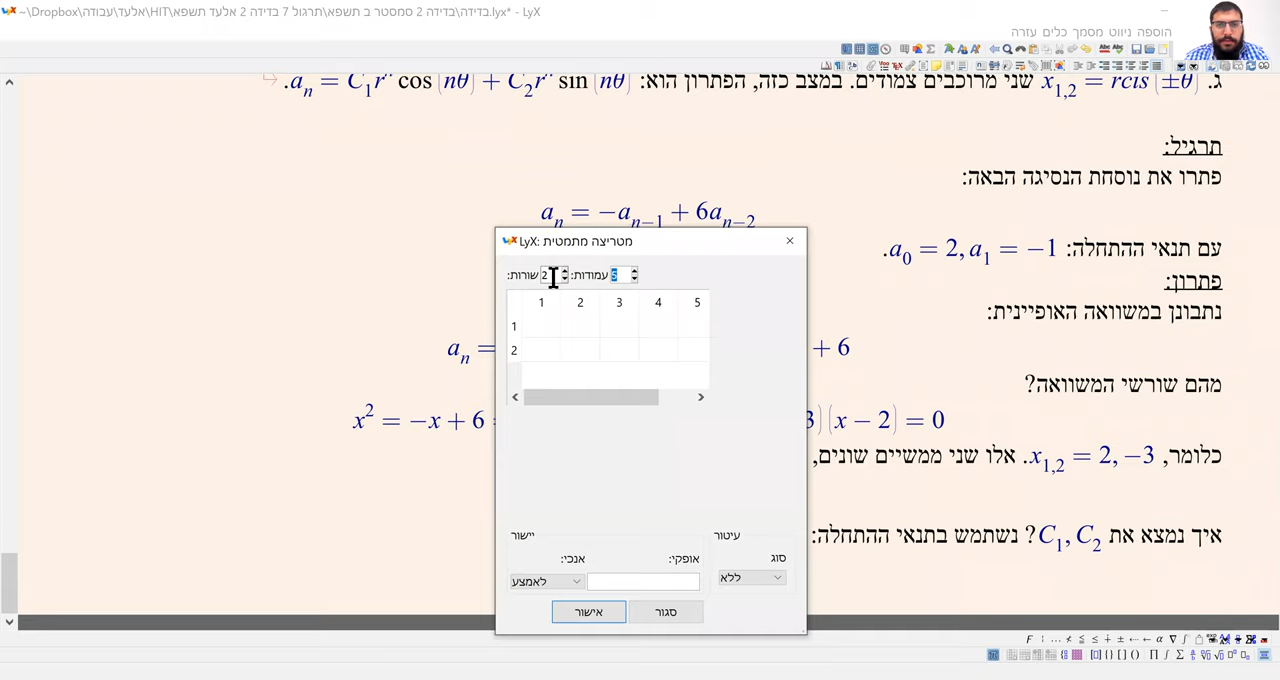 ~\Dropbox\עבודה\אלעד\HIT\בדידה\בדידה 2 סמסטר ב תשפא\תרגול 7 בדידה 2 אלעד תשפא.lyx* - LyX
הוספה ניווט מסמך כלים עזרה
ג. x_{1,2} = rcis(±θ) שני מרוכבים צמודים. במצב כזה, הפתרון הוא: a_n = C_1r^n cos(nθ) + C_2r^n sin(nθ).
תרגיל:
פתרו את נוסחת הנסיגה הבאה:
a_n = −a_{n−1} + 6a_{n−2}
עם תנאי ההתחלה: a_0 = 2, a_1 = −1.
פתרון:
נתבונן במשוואה האופיינית:
a_n =
+ 6
מהם שורשי המשוואה?
x^2 = −x + 6
3)(x − 2) = 0
כלומר, x_{1,2} = 2, −3. אלו שני ממשיים שונים,
איך נמצא את C_1, C_2? נשתמש בתנאי ההתחלה:
LyX: מטריצה מתמטית
שורות: 2 עמודות: 5
1 2 3 4 5
1
2
יישור
עיטור
אנכי:
אופקי:
סוג
לאמצע
ללא
אישור
סגור